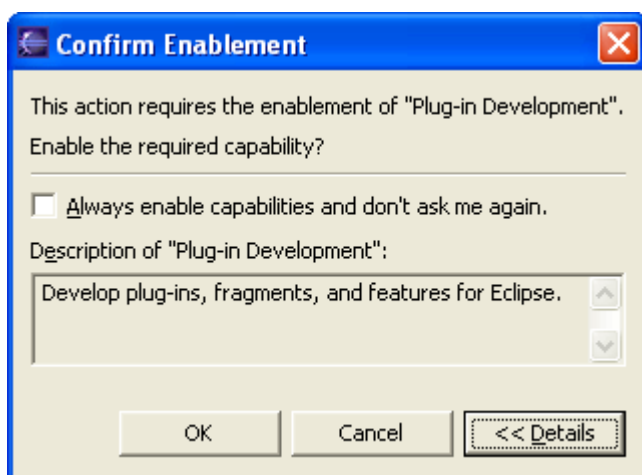 Confirm Enablement
This action requires the enablement of "Plug-in Development".
Enable the required capability?
Always enable capabilities and don't ask me again.
Description of "Plug-in Development":
Develop plug-ins, fragments, and features for Eclipse.
OK Cancel << Details